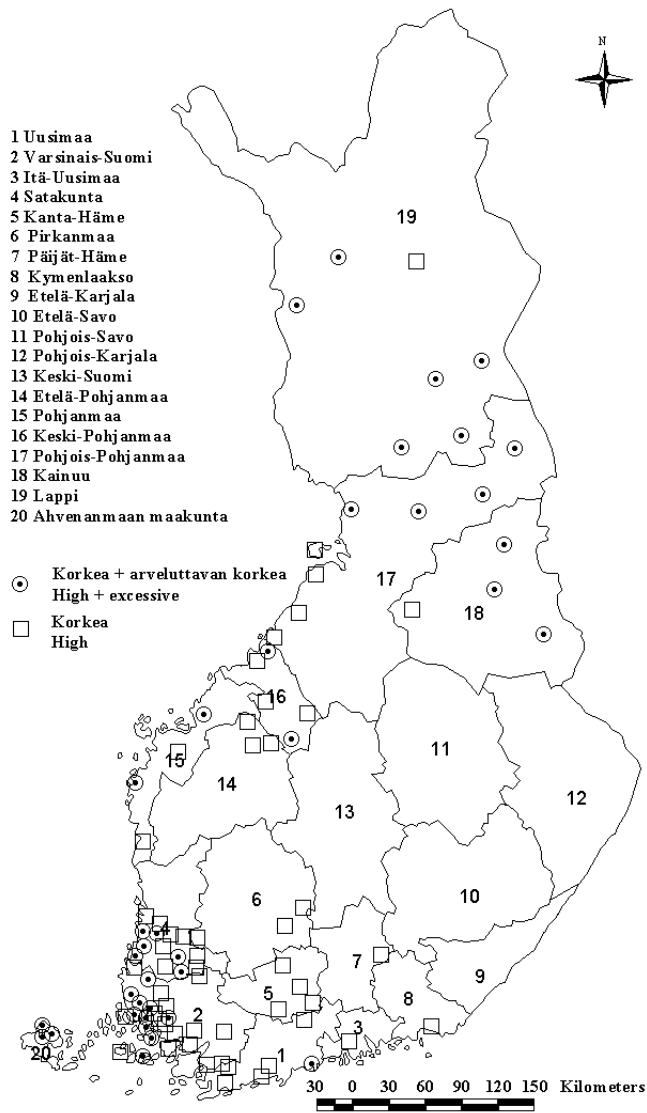 N
1 Uusimaa
2 Varsinais-Suomi
3 Itä-Uusimaa
4 Satakunta
5 Kanta-Häme
6 Pirkanmaa
7 Päijät-Häme
8 Kymenlaakso
9 Etelä-Karjala
10 Etelä-Savo
11 Pohjois-Savo
12 Pohjois-Karjala
13 Keski-Suomi
14 Etelä-Pohjanmaa
15 Pohjanmaa
16 Keski-Pohjanmaa
17 Pohjois-Pohjanmaa
18 Kainuu
19 Lappi
20 Ahvenanmaan maakunta
Korkea + arveluttavan korkea
High + excessive
Korkea
High
19
17
18
16
15
14
11
12
13
6
10
4
7
9
5
8
2
3
20
1
30 0 30 60 90 120 150 Kilometers